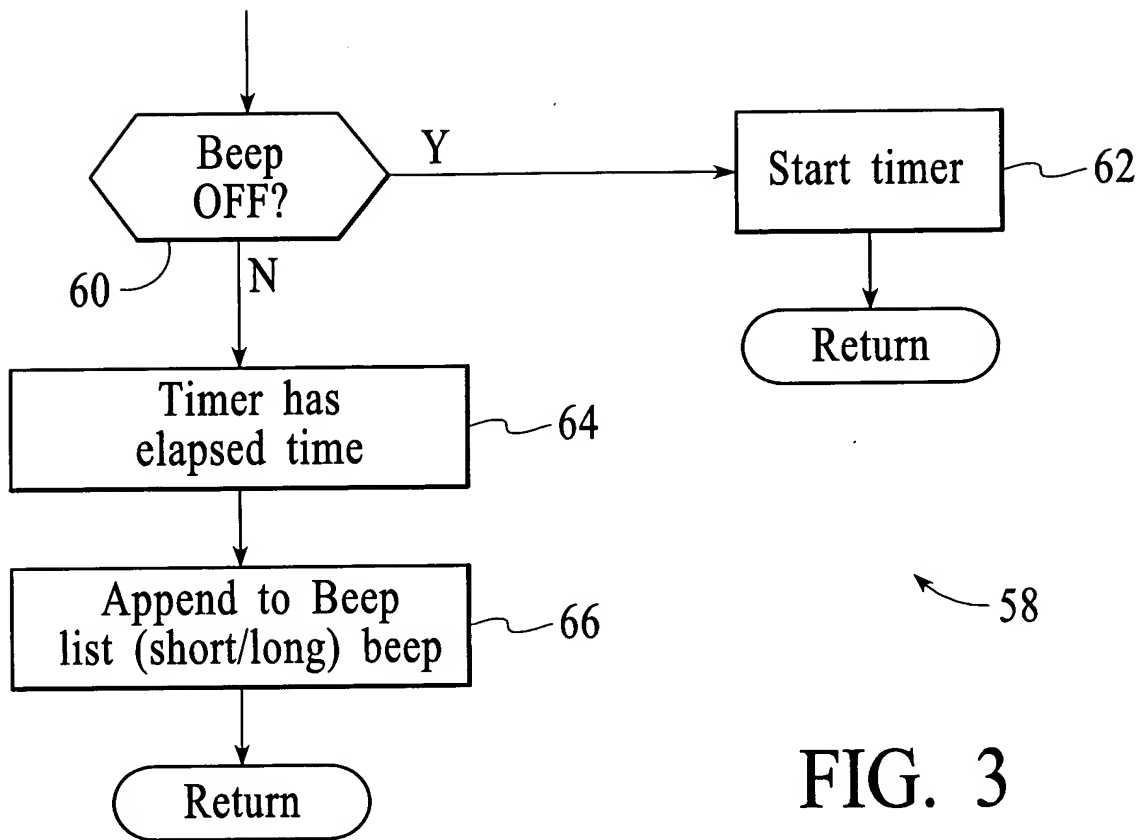 Beep
OFF?
Y
Start timer
62
60
N
Return
Timer has
elapsed time
64
Append to Beep
list (short/long) beep
66
58
Return
FIG. 3